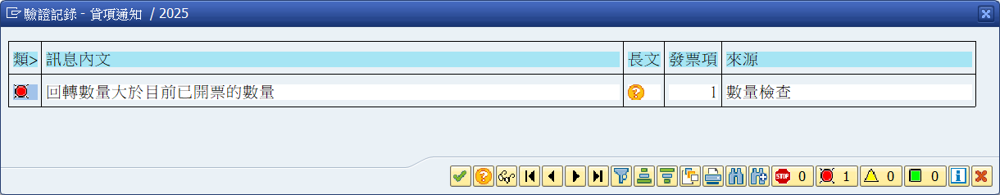 驗證記錄 - 貸項通知 / 2025
類> 訊息內文 長文 發票項 來源
回轉數量大於目前已開票的數量 1 數量檢查
STOP 0 1 0 0